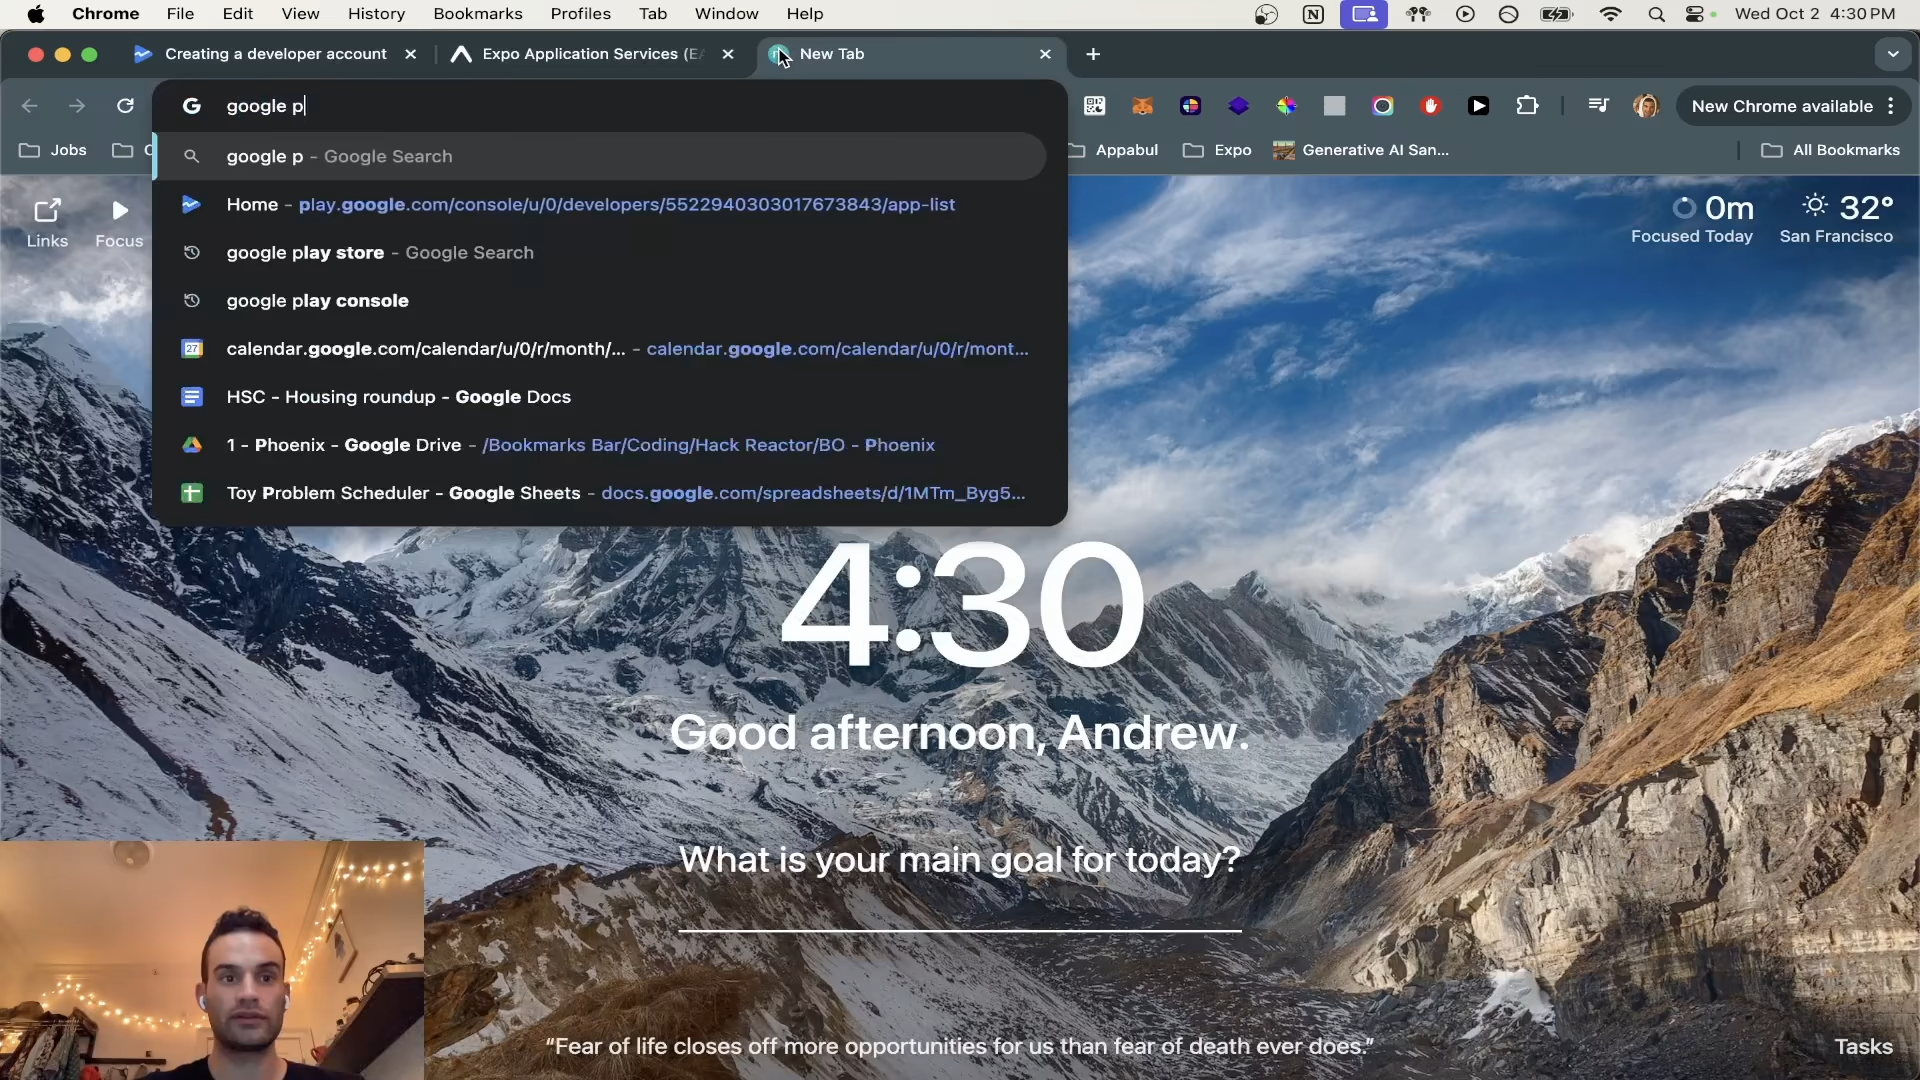 Chrome File Edit View History Bookmarks Profiles Tab Window Help Wed Oct 2 4:30 PM
Creating a developer account Expo Application Services (EA New Tab
google p New Chrome available
Jobs Appabul Expo Generative AI San... All Bookmarks
google p – Google Search
Home – play.google.com/console/u/0/developers/5522940303017673843/app-list
google play store – Google Search
google play console
calendar.google.com/calendar/u/0/r/month/... – calendar.google.com/calendar/u/0/r/mont...
HSC - Housing roundup - Google Docs
1 - Phoenix - Google Drive – /Bookmarks Bar/Coding/Hack Reactor/BO - Phoenix
Toy Problem Scheduler - Google Sheets – docs.google.com/spreadsheets/d/1MTm_Byg5...
Links Focus
0m 32°
Focused Today San Francisco
4:30
Good afternoon, Andrew.
What is your main goal for today?
“Fear of life closes off more opportunities for us than fear of death ever does.”
Tasks